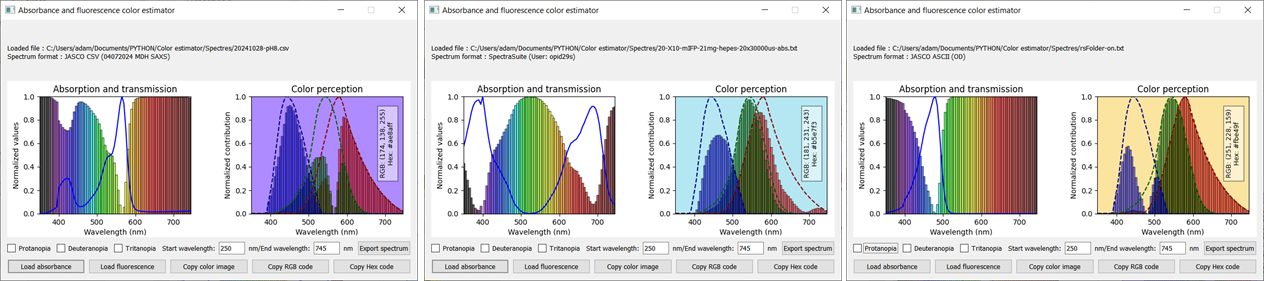 Absorbance and fluorescence color estimator
Loaded file : C:/Users/adam/Documents/PYTHON/Color estimator/Spectres/20241028-pH8.csv
Spectrum format : JASCO CSV (04072024 MDH SAXS)
Absorption and transmission
Color perception
Normalized values
1.0
0.8
0.6
0.4
0.2
0.0
400
500
600
700
Wavelength (nm)
Normalized contribution
1.0
0.8
0.6
0.4
0.2
0.0
400
500
600
700
Wavelength (nm)
RGB: (174, 138, 255)
Hex: #ae8aff
Protanopia Deuteranopia Tritanopia Start wavelength: 250 nm/End wavelength: 745 nm Export spectrum
Load absorbance Load fluorescence Copy color image Copy RGB code Copy Hex code
Absorbance and fluorescence color estimator
Loaded file : C:/Users/adam/Documents/PYTHON/Color estimator/Spectres/20-X10-mIFP-21mg-hepes-20x30000us-abs.txt
Spectrum format : SpectraSuite (User: opid29s)
Absorption and transmission
Color perception
Normalized values
1.0
0.8
0.6
0.4
0.2
0.0
400
500
600
700
Wavelength (nm)
Normalized contribution
1.0
0.8
0.6
0.4
0.2
0.0
400
500
600
700
Wavelength (nm)
RGB: (181, 231, 243)
Hex: #b5e7f3
Protanopia Deuteranopia Tritanopia Start wavelength: 250 nm/End wavelength: 745 nm Export spectrum
Load absorbance Load fluorescence Copy color image Copy RGB code Copy Hex code
Absorbance and fluorescence color estimator
Loaded file : C:/Users/adam/Documents/PYTHON/Color estimator/Spectres/rsFolder-on.txt
Spectrum format : JASCO ASCII (OD)
Absorption and transmission
Color perception
Normalized values
1.0
0.8
0.6
0.4
0.2
0.0
400
500
600
700
Wavelength (nm)
Normalized contribution
1.0
0.8
0.6
0.4
0.2
0.0
400
500
600
700
Wavelength (nm)
RGB: (251, 228, 159)
Hex: #fbe49f
Protanopia Deuteranopia Tritanopia Start wavelength: 250 nm/End wavelength: 745 nm Export spectrum
Load absorbance Load fluorescence Copy color image Copy RGB code Copy Hex code